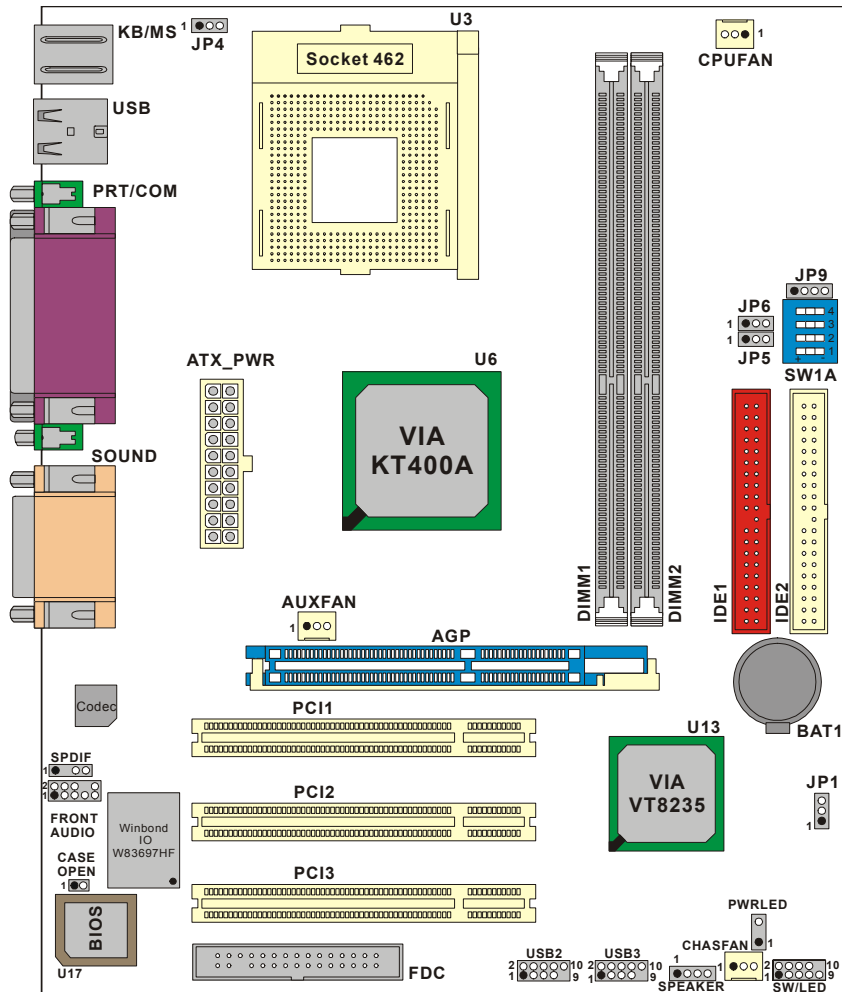 KB/MS
1
JP4
U3
1
CPUFAN
Socket 462
USB
PRT/COM
JP9
4
3
2
1
+ -
SW1A
JP6
1
1
JP5
ATX_PWR
U6
VIA
KT400A
SOUND
DIMM1
DIMM2
IDE1
IDE2
AUXFAN
1
AGP
Codec
PCI1
U13
BAT1
SPDIF
1
2
1
FRONT
AUDIO
Winbond
IO
W83697HF
PCI2
VIA
VT8235
JP1
1
CASE
OPEN
1
PCI3
BIOS
U17
FDC
PWRLED
1
USB2
2
1
10
9
USB3
2
1
10
9
CHASFAN
1
1
SPEAKER
2
1
10
9
SW/LED